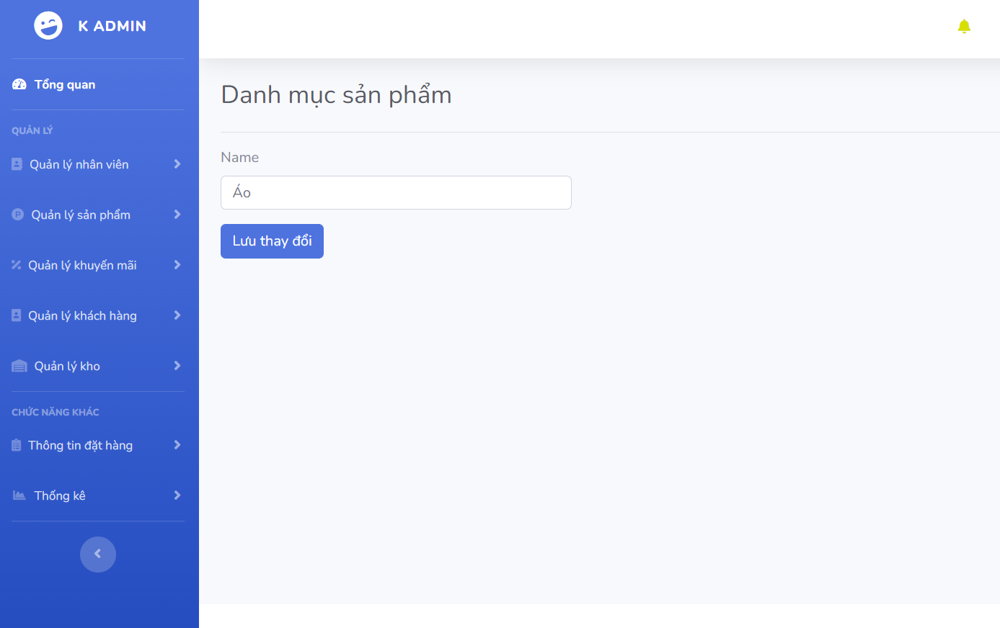 K ADMIN
Tổng quan
QUẢN LÝ
Quản lý nhân viên
Quản lý sản phẩm
Quản lý khuyến mãi
Quản lý khách hàng
Quản lý kho
CHỨC NĂNG KHÁC
Thông tin đặt hàng
Thống kê
Danh mục sản phẩm
Name
Áo
Lưu thay đổi